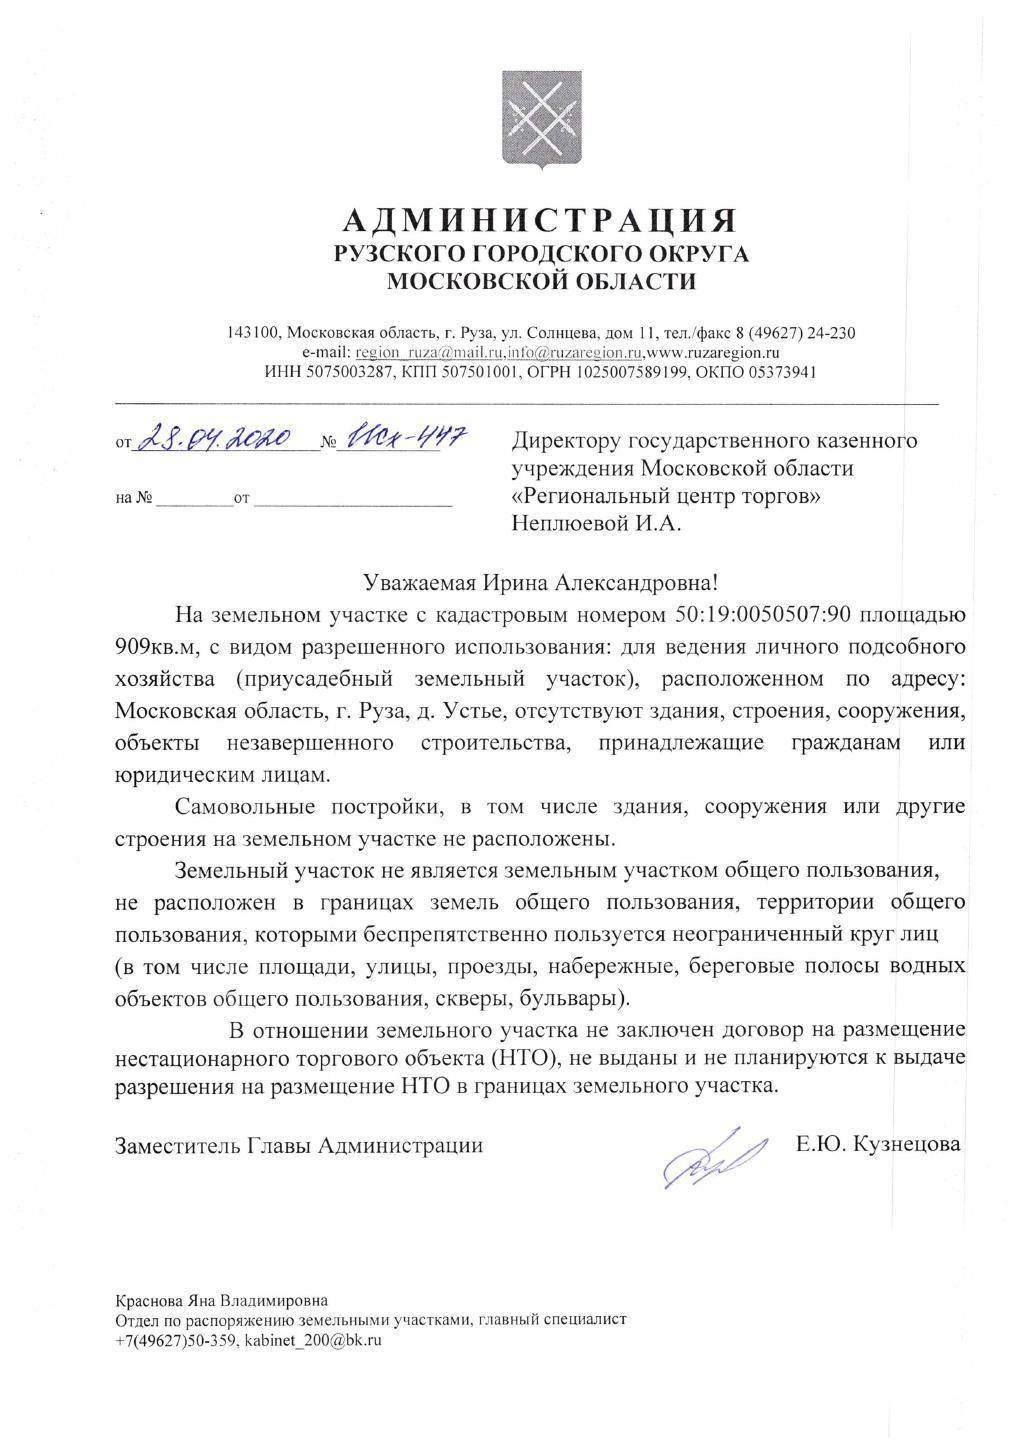 АДМИНИСТРАЦИЯ
РУЗСКОГО ГОРОДСКОГО ОКРУГА
МОСКОВСКОЙ ОБЛАСТИ
143100, Московская область, г. Руза, ул. Солнцева, дом 11, тел./факс 8 (49627) 24-230
e-mail: region_ruza@mail.ru,info@ruzaregion.ru,www.ruzaregion.ru
ИНН 5075003287, КПП 507501001, ОГРН 1025007589199, ОКПО 05373941
от 28.04.2020 № Исх-447
на № ________от ____________________
Директору государственного казенного
учреждения Московской области
«Региональный центр торгов»
Неплюевой И.А.
Уважаемая Ирина Александровна!
На земельном участке с кадастровым номером 50:19:0050507:90 площадью
909кв.м, с видом разрешенного использования: для ведения личного подсобного
хозяйства (приусадебный земельный участок), расположенном по адресу:
Московская область, г. Руза, д. Устье, отсутствуют здания, строения, сооружения,
объекты незавершенного строительства, принадлежащие гражданам или
юридическим лицам.
Самовольные постройки, в том числе здания, сооружения или другие
строения на земельном участке не расположены.
Земельный участок не является земельным участком общего пользования,
не расположен в границах земель общего пользования, территории общего
пользования, которыми беспрепятственно пользуется неограниченный круг лиц
(в том числе площади, улицы, проезды, набережные, береговые полосы водных
объектов общего пользования, скверы, бульвары).
В отношении земельного участка не заключен договор на размещение
нестационарного торгового объекта (НТО), не выданы и не планируются к выдаче
разрешения на размещение НТО в границах земельного участка.
Заместитель Главы Администрации
Е.Ю. Кузнецова
Краснова Яна Владимировна
Отдел по распоряжению земельными участками, главный специалист
+7(49627)50-359, kabinet_200@bk.ru